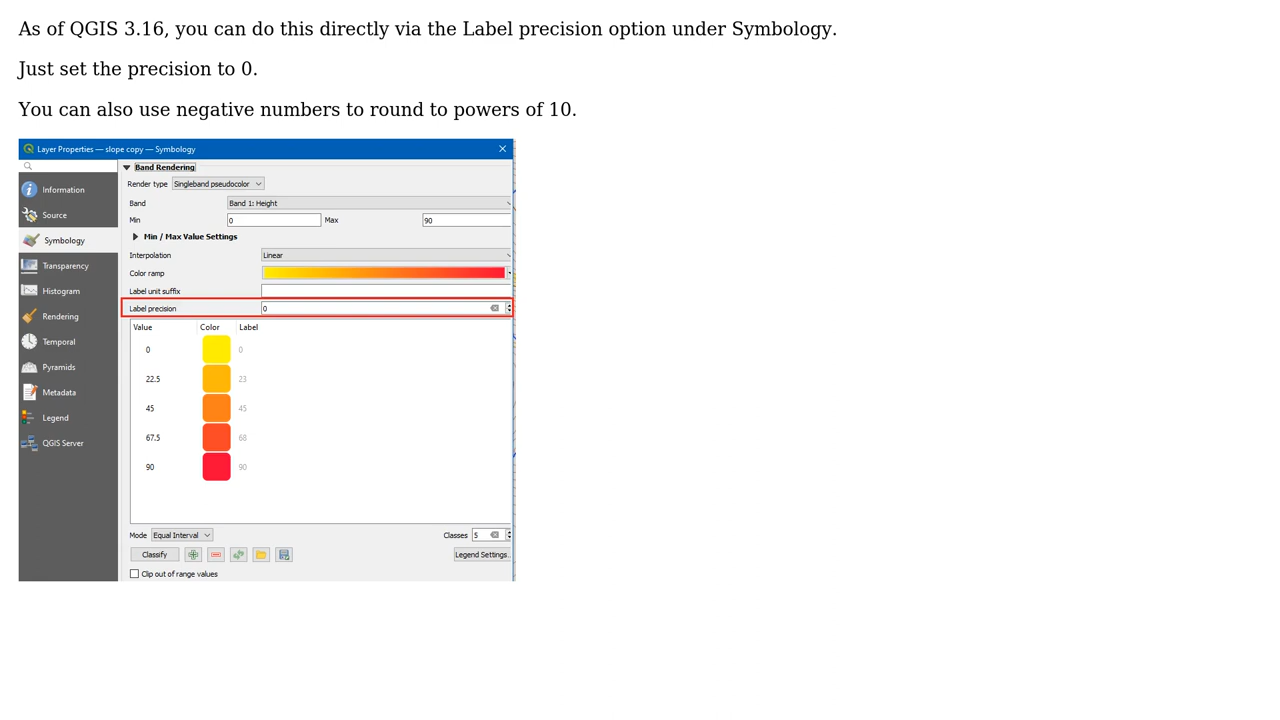 As of QGIS 3.16, you can do this directly via the Label precision option under Symbology.
Just set the precision to 0.
You can also use negative numbers to round to powers of 10.
Layer Properties — slope copy — Symbology
Information
Source
Symbology
Transparency
Histogram
Rendering
Temporal
Pyramids
Metadata
Legend
QGIS Server
Band Rendering
Render type Singleband pseudocolor
Band Band 1: Height
Min 0 Max 90
Min / Max Value Settings
Interpolation Linear
Color ramp
Label unit suffix
Label precision 0
Value Color Label
0 0
22.5 23
45 45
67.5 68
90 90
Mode Equal Interval Classes 5
Classify Legend Settings...
Clip out of range values